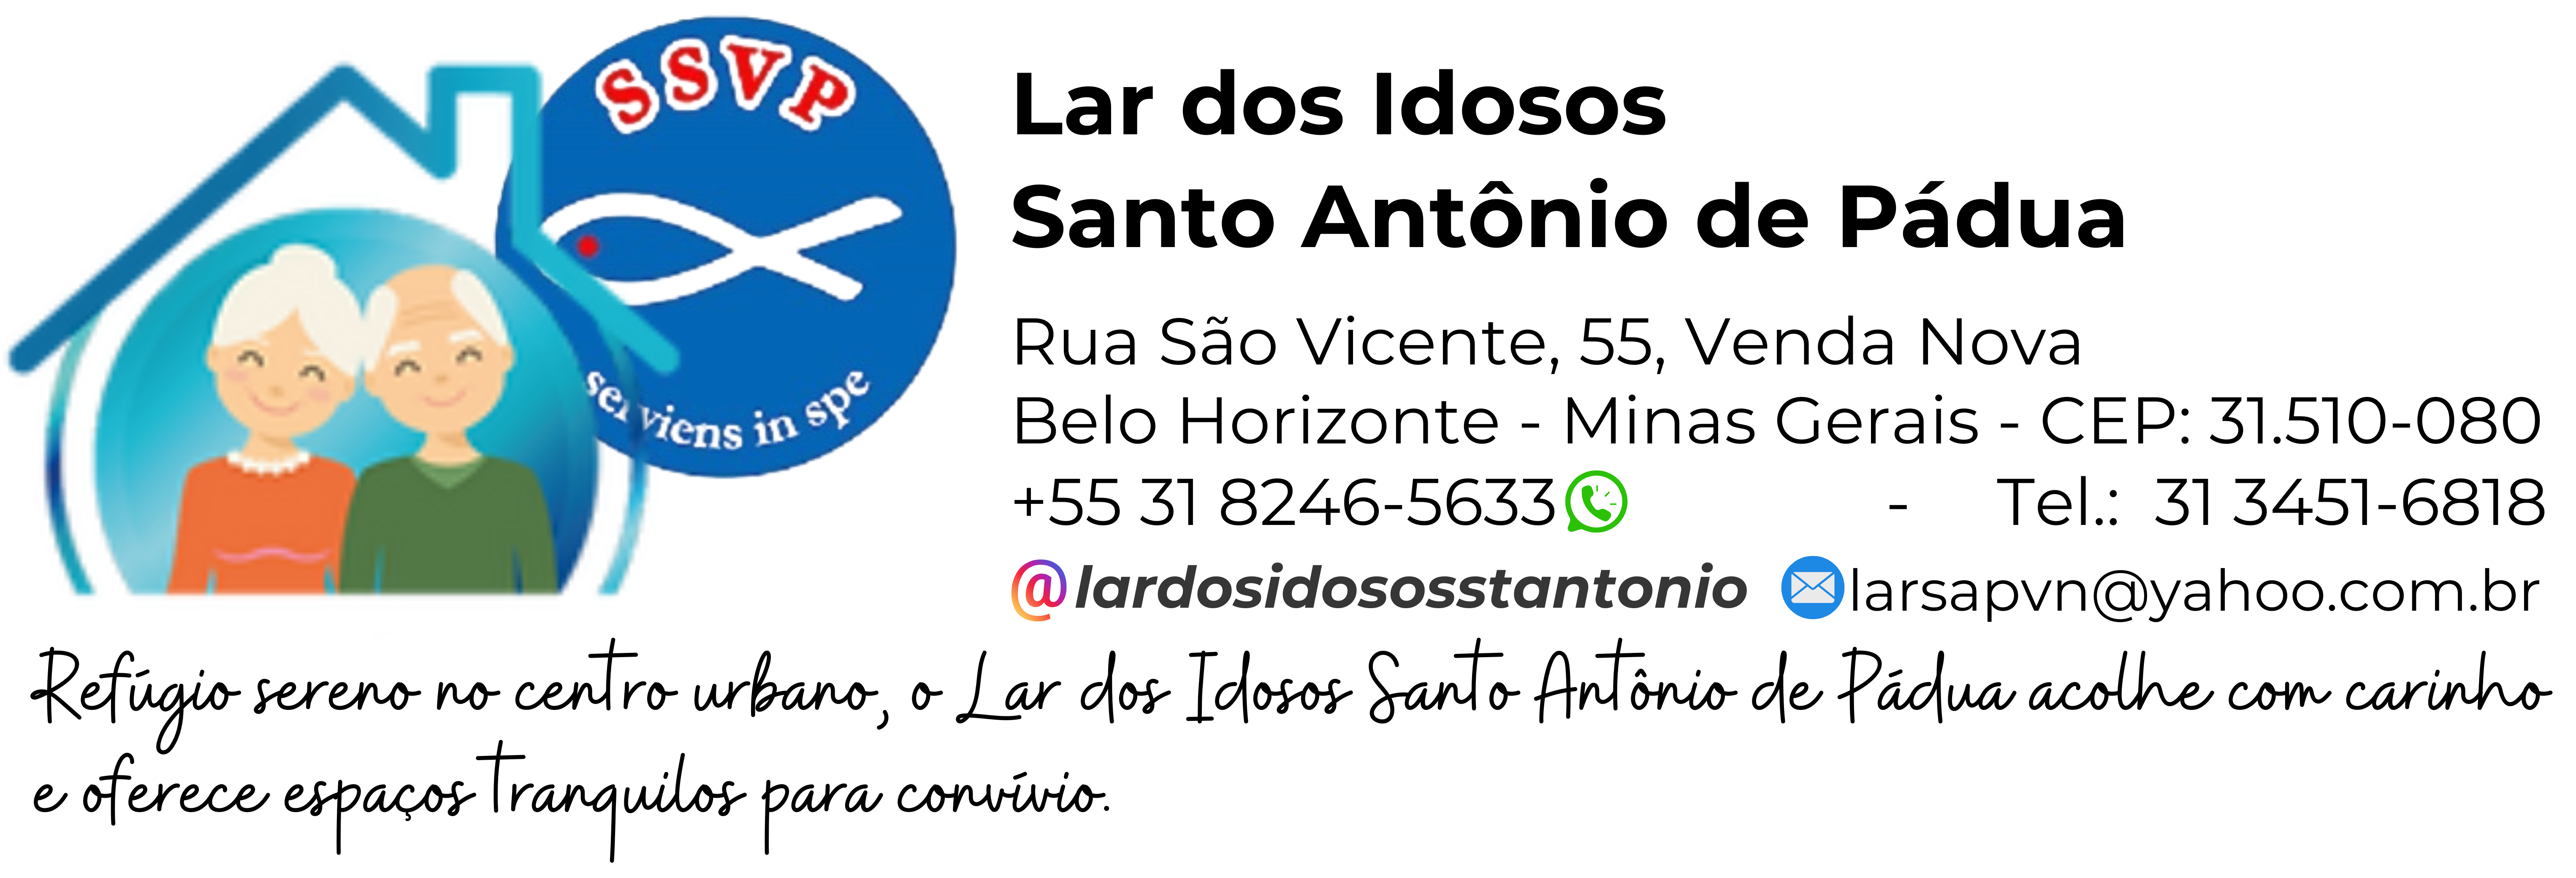 SSVP
serviens in spe
Lar dos Idosos
Santo Antônio de Pádua
Rua São Vicente, 55, Venda Nova
Belo Horizonte - Minas Gerais - CEP: 31.510-080
+55 31 8246-5633 - Tel.: 31 3451-6818
@lardosidososstantonio larsapvn@yahoo.com.br
Refúgio sereno no centro urbano, o Lar dos Idosos Santo Antônio de Pádua acolhe com carinho
e oferece espaços tranquilos para convívio.